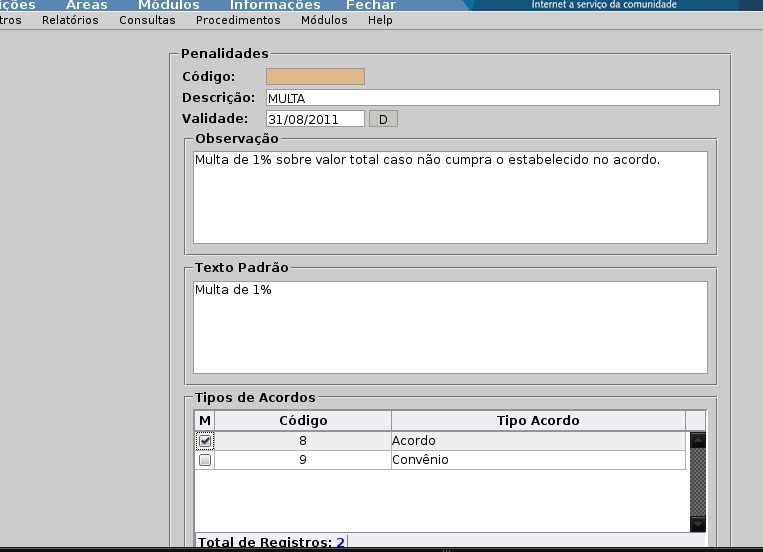 ições Áreas Módulos Informações Fechar
Internet a serviço da comunidade
tros Relatórios Consultas Procedimentos Módulos Help
Penalidades
Código:
Descrição: MULTA
Validade: 31/08/2011 D
Observação
Multa de 1% sobre valor total caso não cumpra o estabelecido no acordo.
Texto Padrão
Multa de 1%
Tipos de Acordos
M Código Tipo Acordo
8 Acordo
9 Convênio
Total de Registros: 2